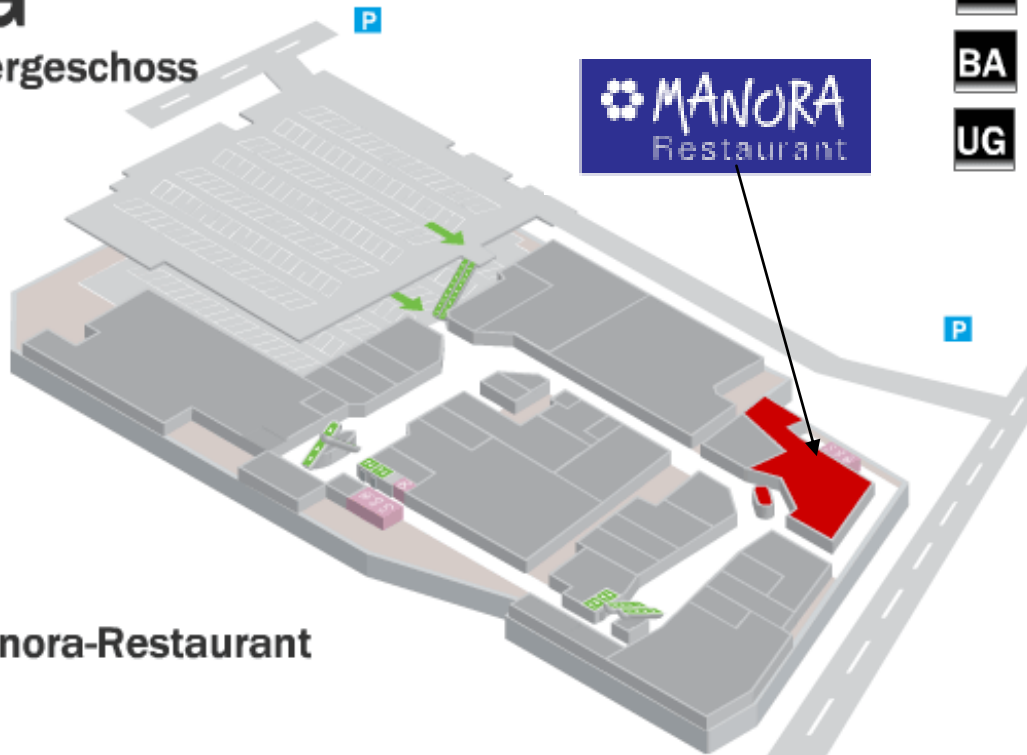 P
ergeschoss
MANORA
Restaurant
BA
UG
P
nora-Restaurant